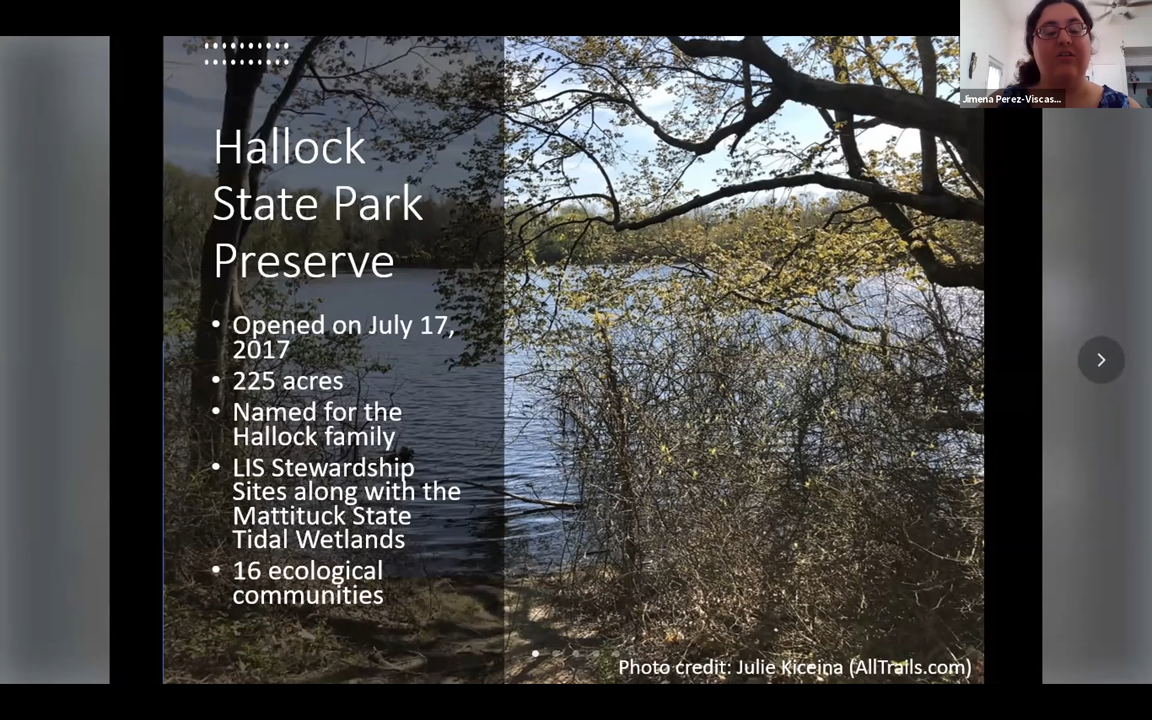 Jimena Perez-Viscas...
Hallock
State Park
Preserve
• Opened on July 17,
2017
• 225 acres
• Named for the
Hallock family
• LIS Stewardship
Sites along with the
Mattituck State
Tidal Wetlands
• 16 ecological
communities
Photo credit: Julie Kiceina (AllTrails.com)